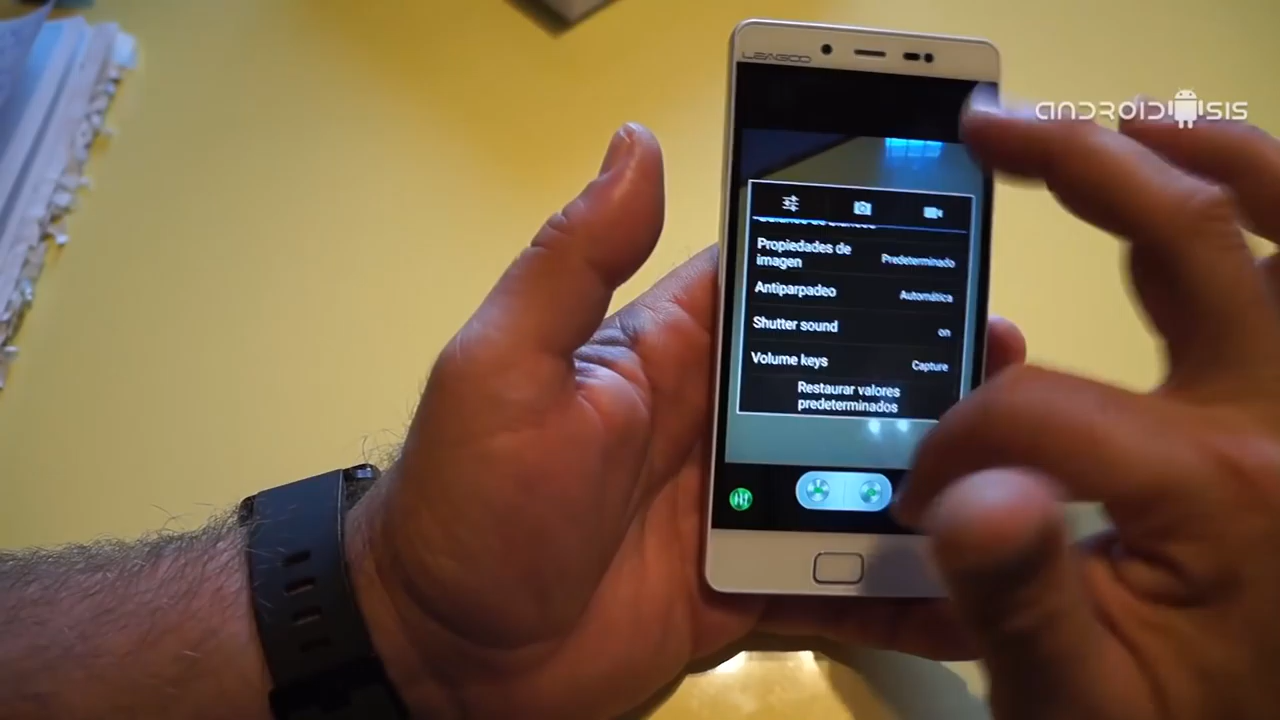 LEAGOO
ANDROIDSIS
Propiedades de
imagen
Predeterminado
Antiparpadeo
Automática
Shutter sound
on
Volume keys
Capture
Restaurar valores
predeterminados